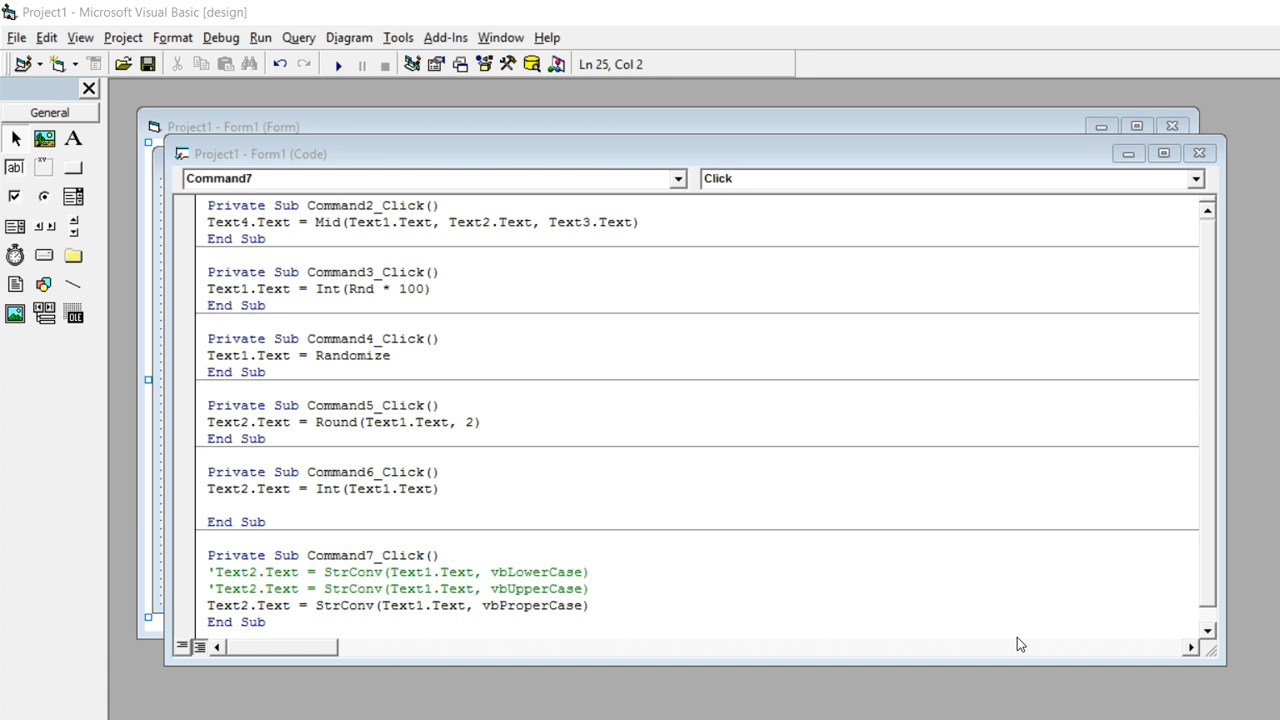 Project1 - Microsoft Visual Basic [design]
File Edit View Project Format Debug Run Query Diagram Tools Add-Ins Window Help
Ln 25, Col 2
General
Project1 - Form1 (Form)
Project1 - Form1 (Code)
Command7 Click
Private Sub Command2_Click()
Text4.Text = Mid(Text1.Text, Text2.Text, Text3.Text)
End Sub
Private Sub Command3_Click()
Text1.Text = Int(Rnd * 100)
End Sub
Private Sub Command4_Click()
Text1.Text = Randomize
End Sub
Private Sub Command5_Click()
Text2.Text = Round(Text1.Text, 2)
End Sub
Private Sub Command6_Click()
Text2.Text = Int(Text1.Text)
End Sub
Private Sub Command7_Click()
'Text2.Text = StrConv(Text1.Text, vbLowerCase)
'Text2.Text = StrConv(Text1.Text, vbUpperCase)
Text2.Text = StrConv(Text1.Text, vbProperCase)
End Sub